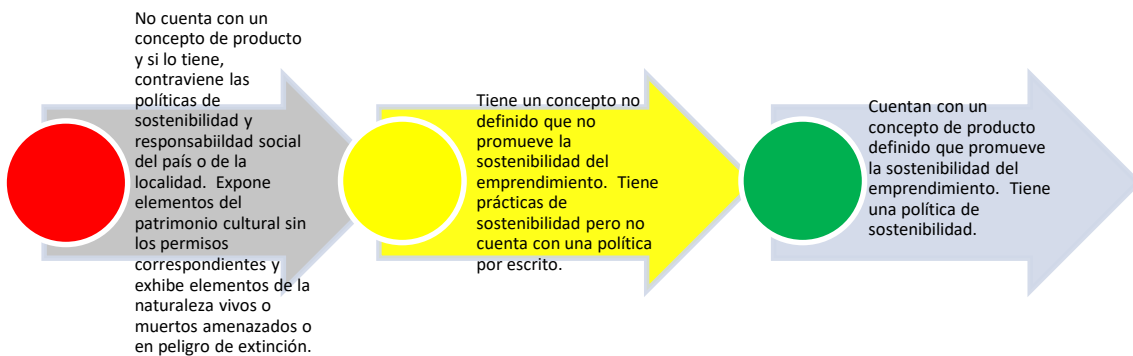 No cuenta con un
concepto de producto
y si lo tiene,
contraviene las
políticas de
sostenibilidad y
responsabiildad social
del país o de la
localidad.  Expone
elementos del
patrimonio cultural sin
los permisos
correspondientes y
exhibe elementos de la
naturaleza vivos o
muertos amenazados o
en peligro de extinción.
Tiene un concepto no
definido que no
promueve la
sostenibilidad del
emprendimiento.  Tiene
prácticas de
sostenibilidad pero no
cuenta con una política
por escrito.
Cuentan con un
concepto de producto
definido que promueve
la sostenibilidad del
emprendimiento.  Tiene
una política de
sostenibilidad.